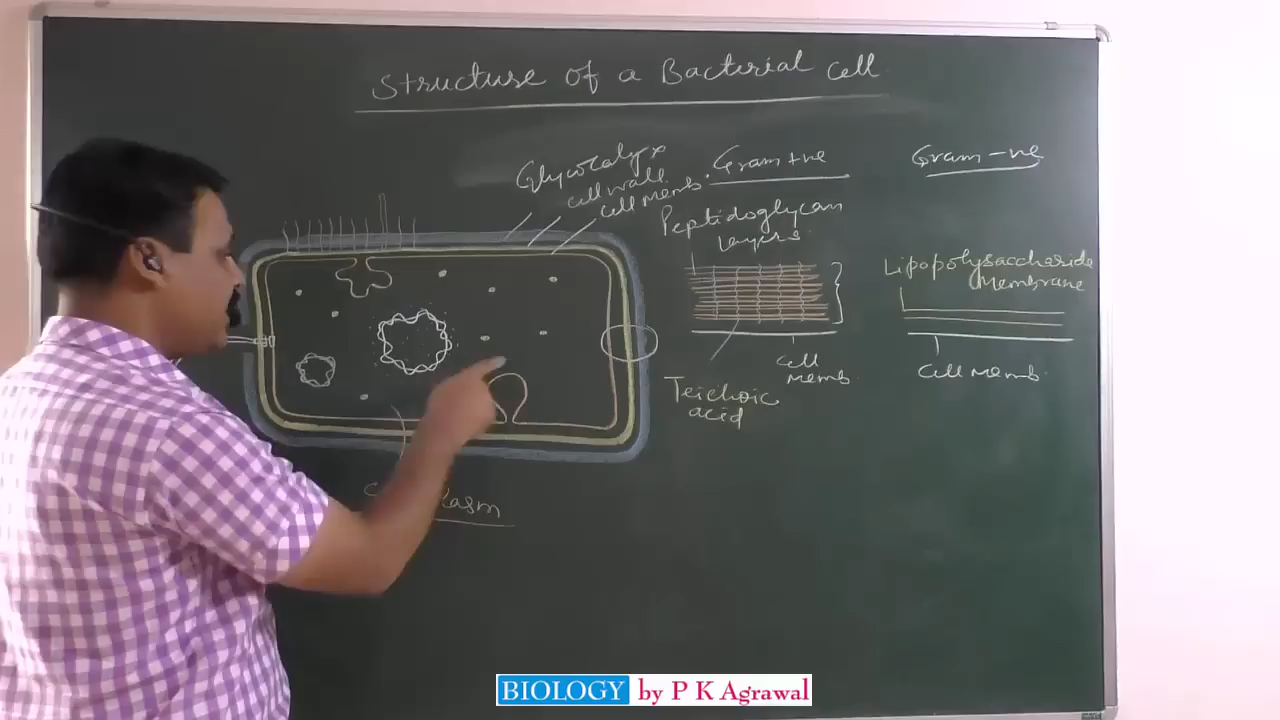 Structure of a Bacterial cell
Glycocalyx
cell wall
cell memb.
Gram +ve
Peptidoglycan
layers
cell
memb.
Teichoic
acid
Gram -ve
Lipopolysaccharide
Membrane
Cell Memb.
BIOLOGY by P K Agrawal